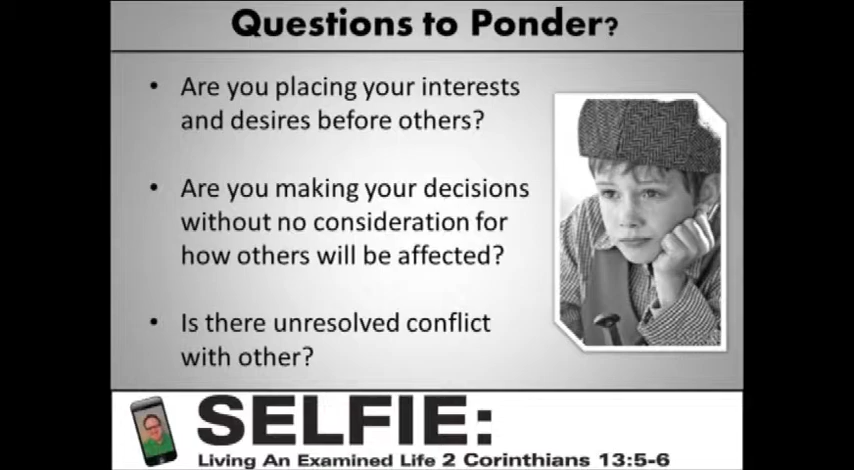 Questions to Ponder?
• Are you placing your interests
and desires before others?
• Are you making your decisions
without no consideration for
how others will be affected?
• Is there unresolved conflict
with other?
SELFIE:
Living An Examined Life 2 Corinthians 13:5-6